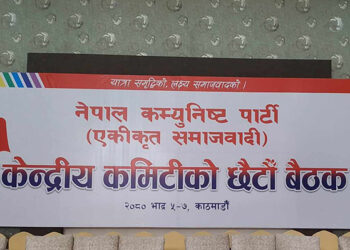 यात्रा समृद्धिको, लक्ष्य समाजवादको।
नेपाल कम्युनिष्ट पार्टी
(एकीकृत समाजवादी)
केन्द्रीय कमिटीको छैटौँ बैठक
२०८० भाद्र ५-७, काठमाडौं